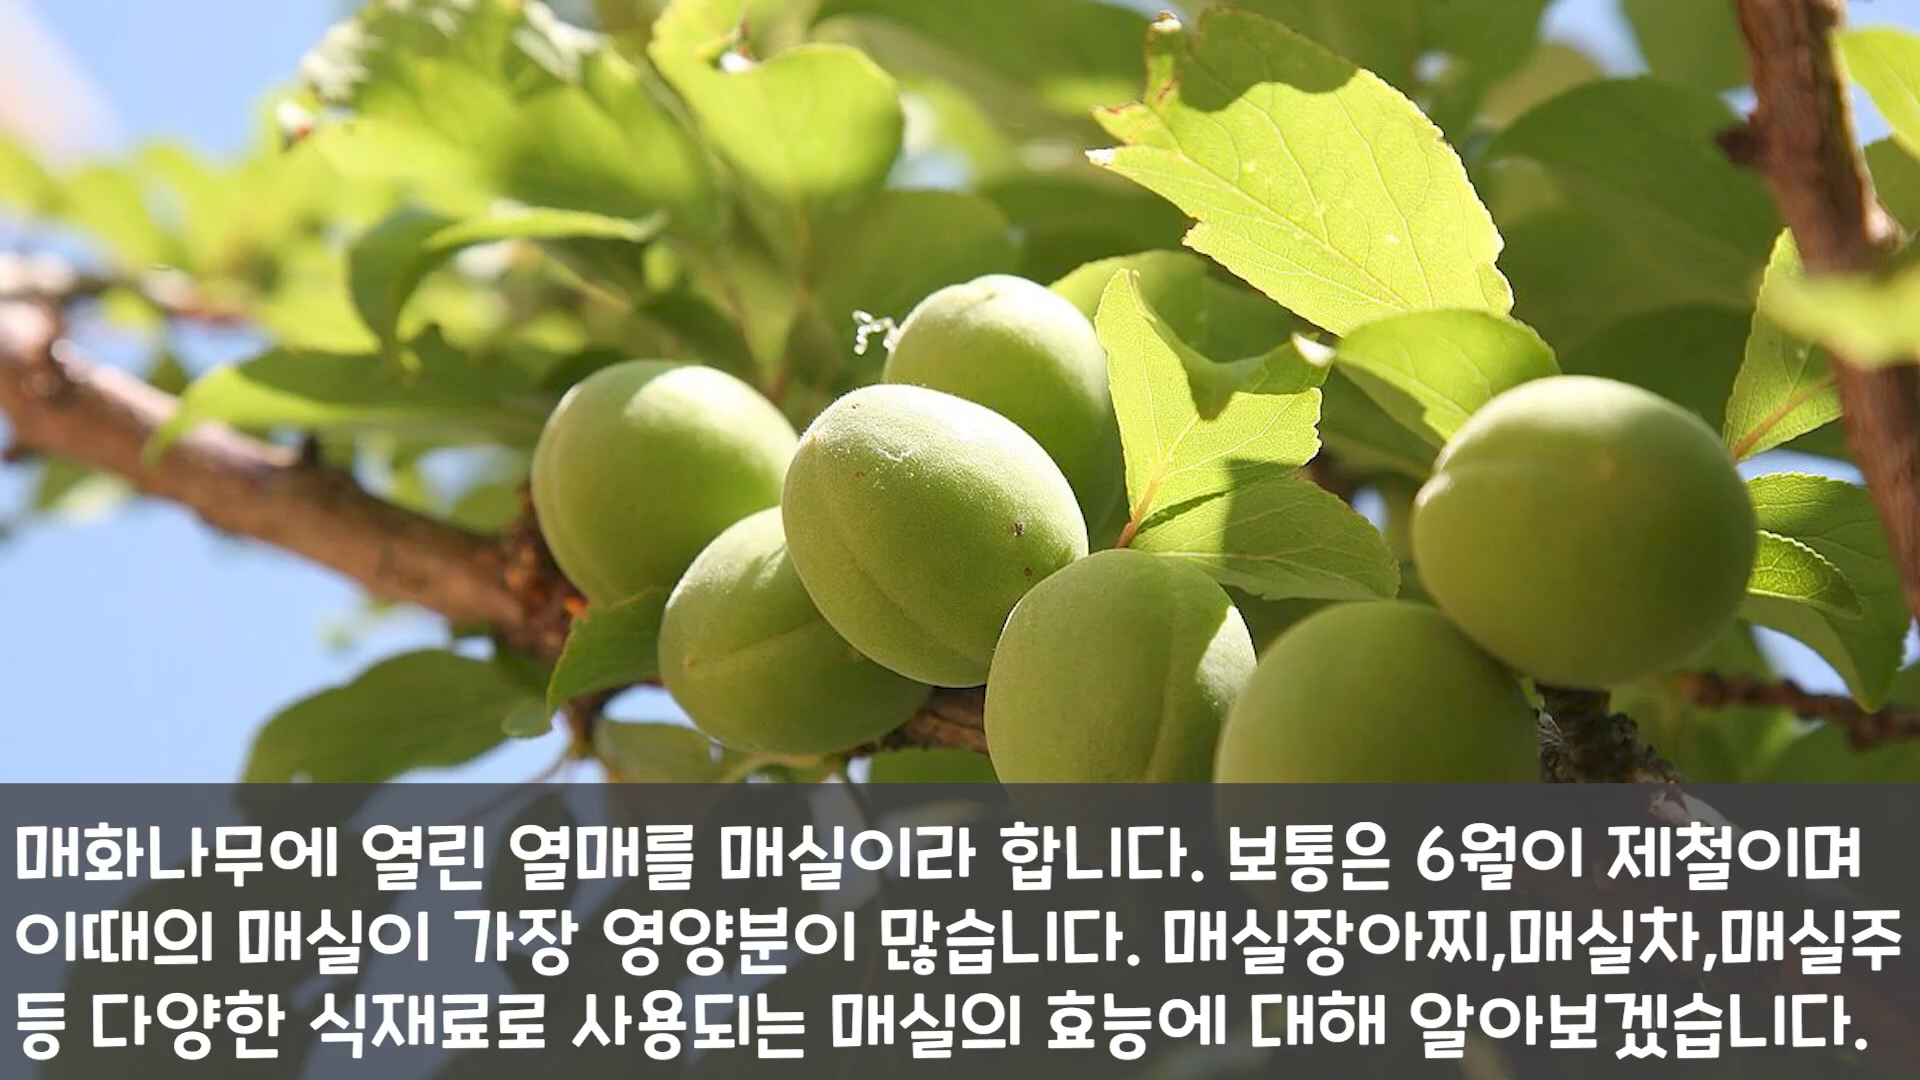 매화나무에 열린 열매를 매실이라 합니다. 보통은 6월이 제철이며
이때의 매실이 가장 영양분이 많습니다. 매실장아찌,매실차,매실주
등 다양한 식재료로 사용되는 매실의 효능에 대해 알아보겠습니다.